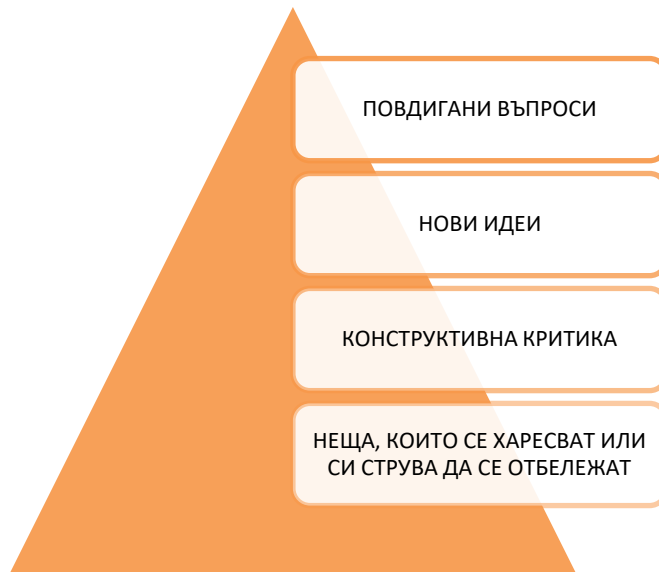 ПОВДИГАНИ ВЪПРОСИ
НОВИ ИДЕИ
КОНСТРУКТИВНА КРИТИКА
НЕЩА, КОИТО СЕ ХАРЕСВАТ ИЛИ
СИ СТРУВА ДА СЕ ОТБЕЛЕЖАТ